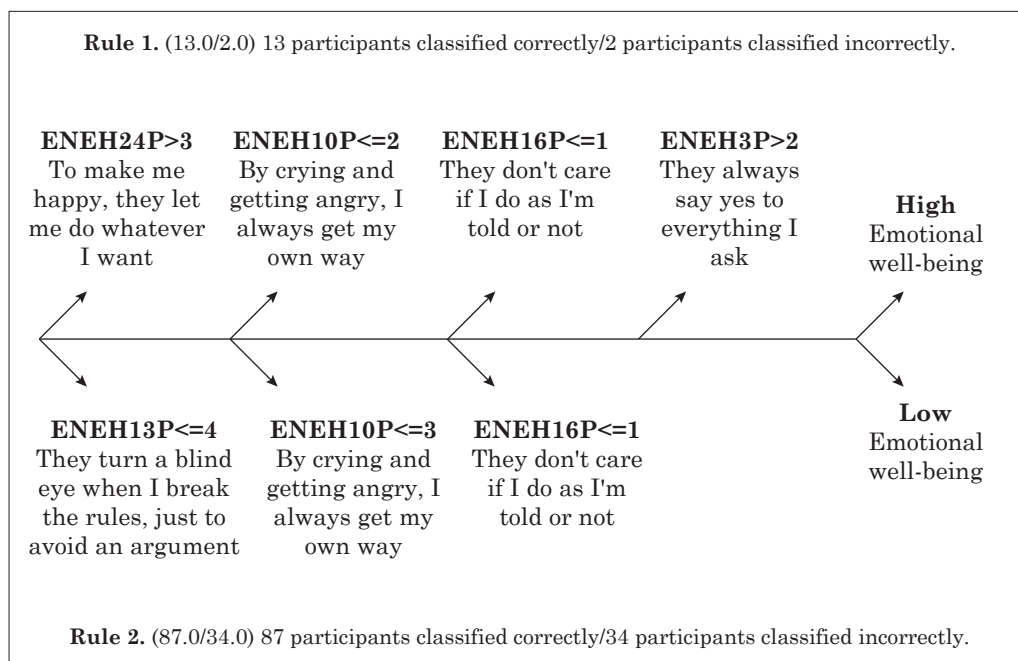 Rule 1. (13.0/2.0) 13 participants classified correctly/2 participants classified incorrectly.
ENEH24P>3
To make me
happy, they let
me do whatever
I want
ENEH10P<=2
By crying and
getting angry, I
always get my
own way
ENEH16P<=1
They don't care
if I do as I'm
told or not
ENEH3P>2
They always
say yes to
everything I
ask
High
Emotional
well-being
ENEH13P<=4
They turn a blind
eye when I break
the rules, just to
avoid an argument
ENEH10P<=3
By crying and
getting angry, I
always get my
own way
ENEH16P<=1
They don't care
if I do as I'm
told or not
Low
Emotional
well-being
Rule 2. (87.0/34.0) 87 participants classified correctly/34 participants classified incorrectly.